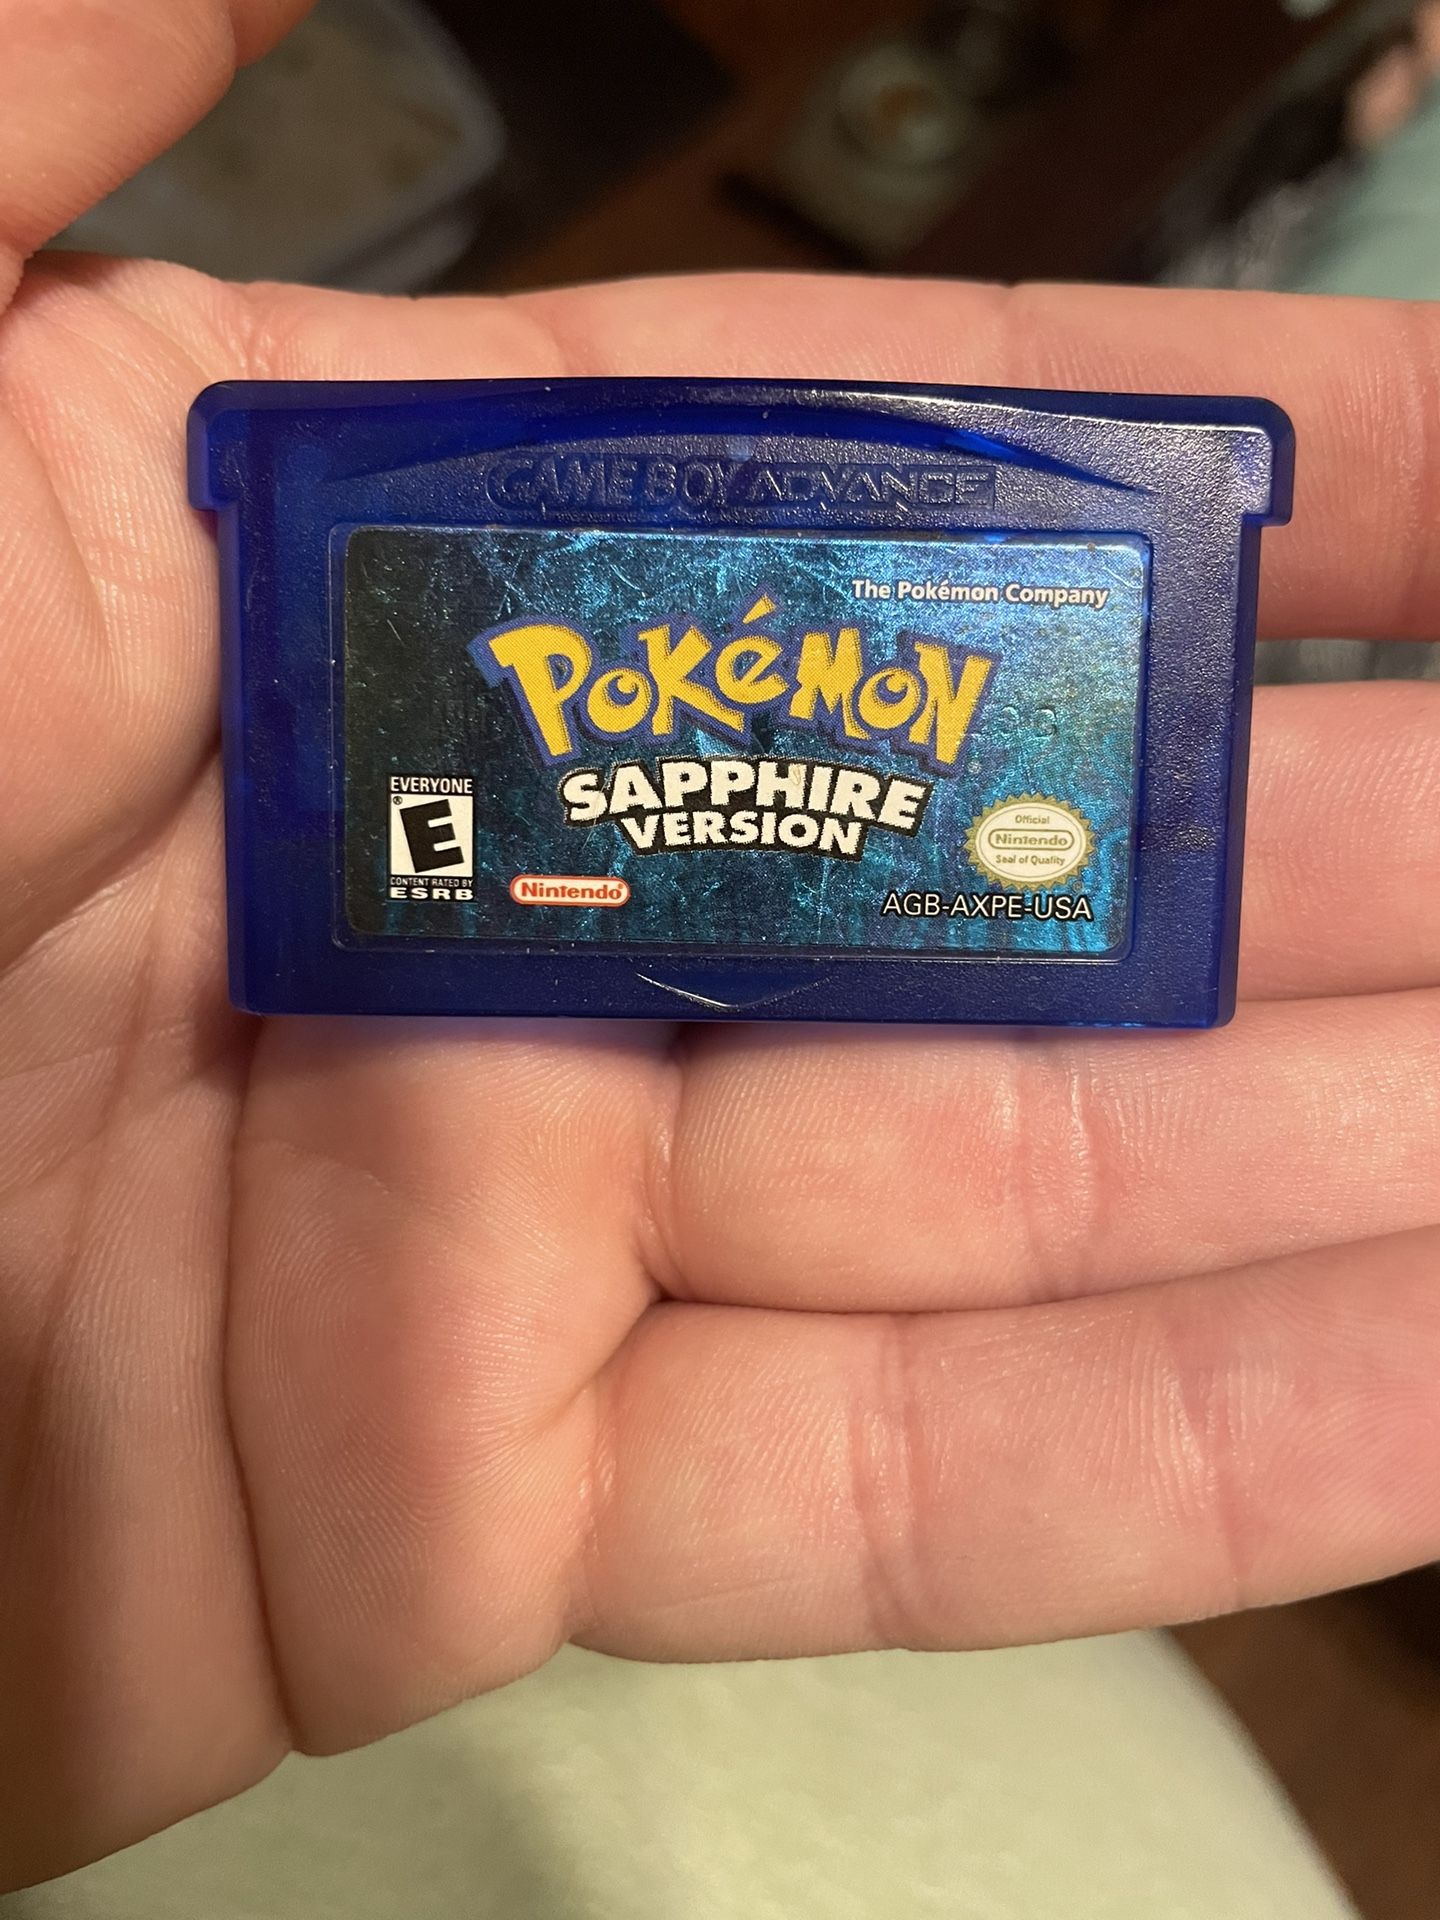 GAME BOY ADVANCE
The Pokémon Company
POKéMON
SAPPHIRE
VERSION
EVERYONE
E
CONTENT RATED BY
ESRB
Nintendo®
Official
Nintendo
Seal of Quality
AGB-AXPE-USA